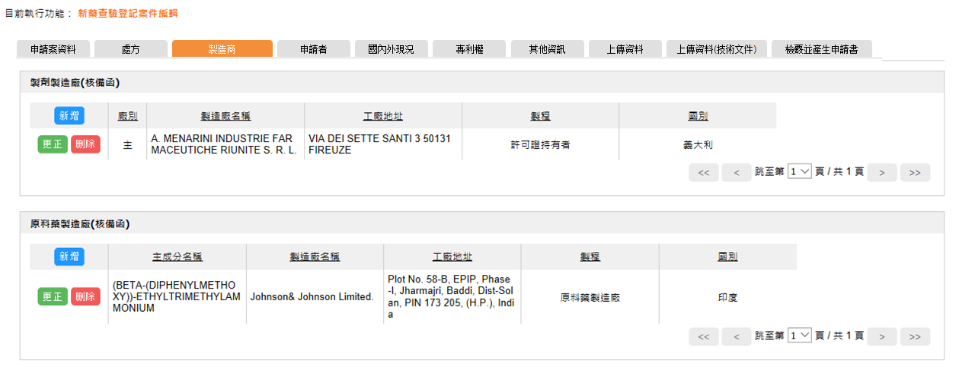 目前執行功能： 新藥查驗登記案件編輯
申請案資料 處方 製造商 申請者 國內外現況 專利權 其他資訊 上傳資料 上傳資料(技術文件) 檢覈並產生申請書
製劑製造廠(核備函)
新增 廠別 製造廠名稱 工廠地址 製程 國別
更正 刪除 主 A. MENARINI INDUSTRIE FAR VIA DEI SETTE SANTI 3 50131 許可證持有者 義大利
MACEUTICHE RIUNITE S. R. L. FIREUZE
<< < 跳至第 1 頁 / 共 1 頁 > >>
原料藥製造廠(核備函)
新增 主成分名稱 製造廠名稱 工廠地址 製程 國別
更正 刪除 (BETA-(DIPHENYLMETHO
XY))-ETHYLTRIMETHYLAM
MONIUM
Johnson& Johnson Limited.
Plot No. 58-B, EPIP, Phase
-I, Jharmajri, Baddi, Dist-Sol
an, PIN 173 205, (H.P.), Indi
a
原料藥製造廠 印度
<< < 跳至第 1 頁 / 共 1 頁 > >>